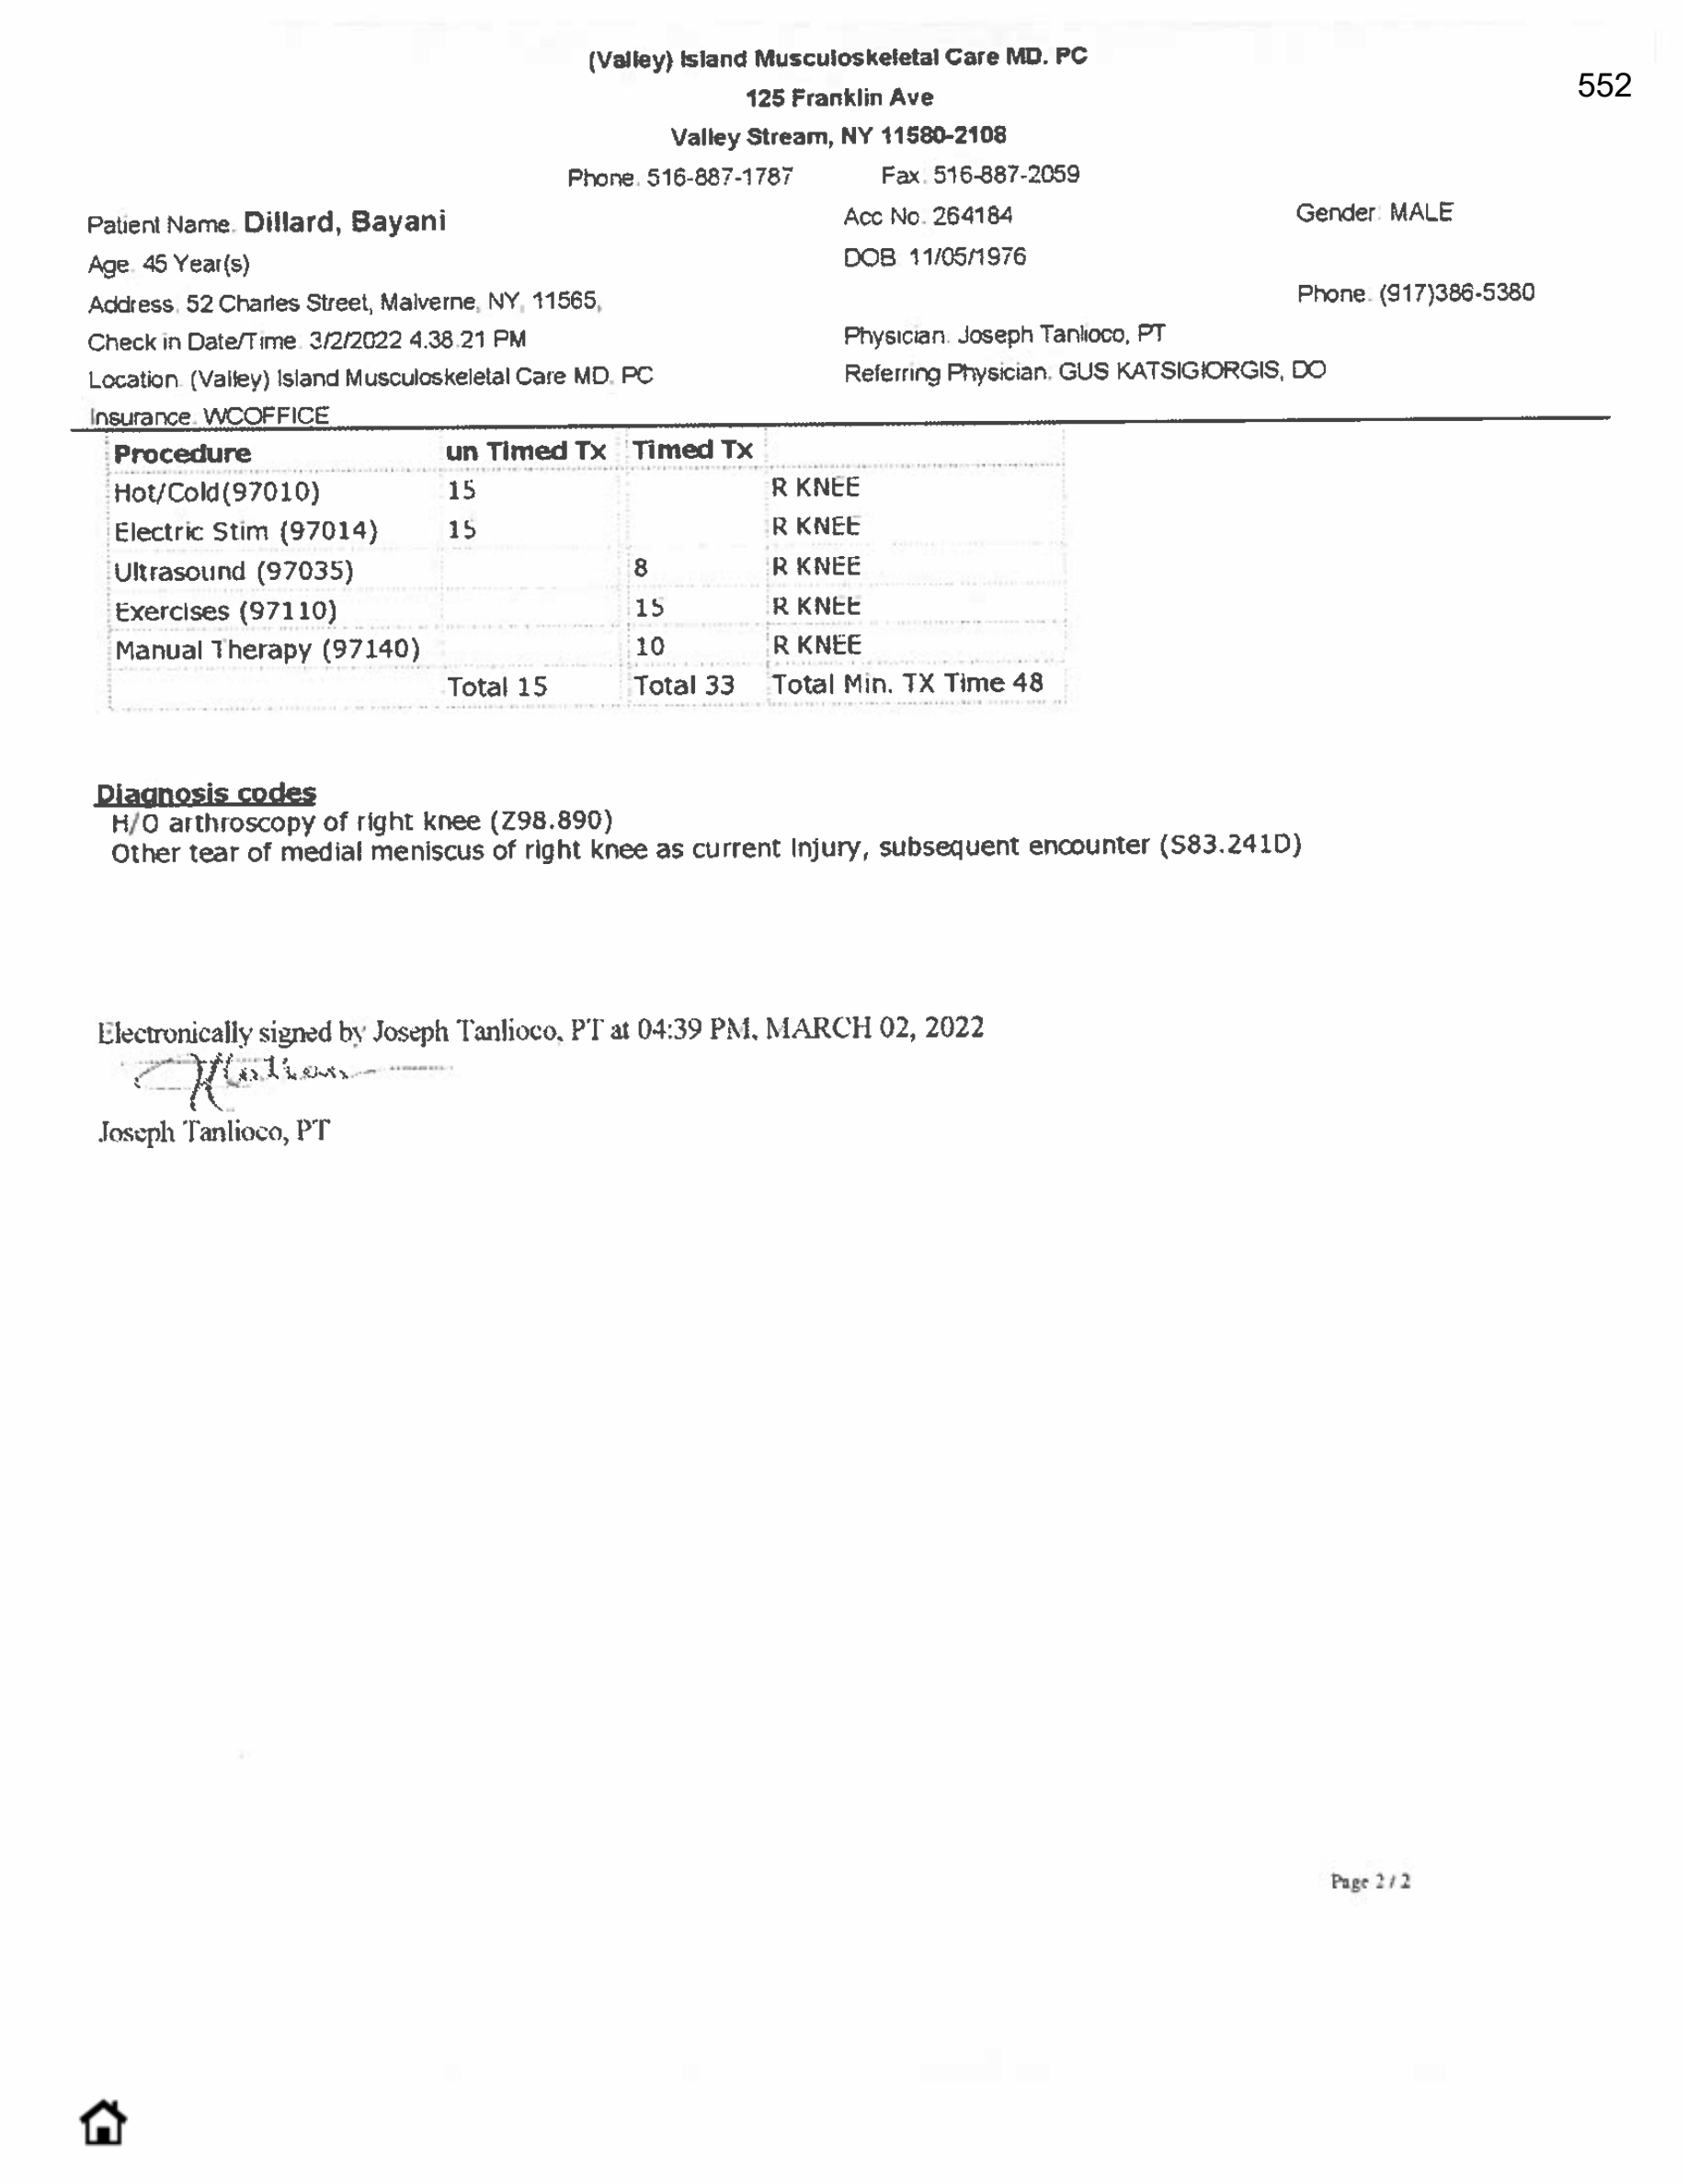 (Valley) Island Musculoskeletal Care MD. PC
552
125 Franklin Ave
Valley Stream, NY 11580-2108
Phone. 516-887-1787 Fax. 516-887-2059
Patient Name. Dillard, Bayani Acc No. 264184 Gender: MALE
Age. 45 Year(s) DOB 11/05/1976
Address. 52 Charles Street, Malverne, NY, 11565, Phone. (917)386-5380
Check in Date/Time. 3/2/2022 4.38.21 PM Physician. Joseph Tanlioco, PT
Location. (Valley) Island Musculoskeletal Care MD. PC Referring Physician. GUS KATSIGIORGIS, DO
Insurance. WCOFFICE
Procedure un Timed Tx Timed Tx
Hot/Cold(97010) 15 R KNEE
Electric Stim (97014) 15 R KNEE
Ultrasound (97035) 8 R KNEE
Exercises (97110) 15 R KNEE
Manual Therapy (97140) 10 R KNEE
Total 15 Total 33 Total Min. TX Time 48
Diagnosis codes
H/O arthroscopy of right knee (Z98.890)
Other tear of medial meniscus of right knee as current Injury, subsequent encounter (S83.241D)
Electronically signed by Joseph Tanlioco, PT at 04:39 PM, MARCH 02, 2022
Joseph Tanlioco, PT
Page 2 / 2